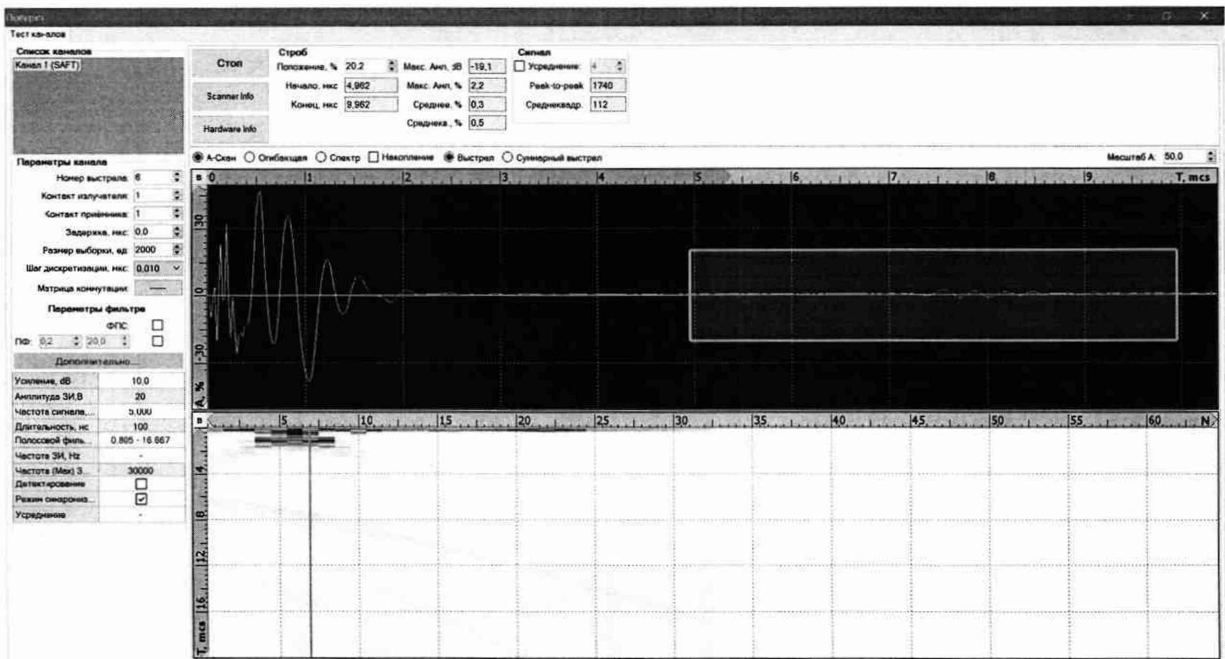 Поверка
Тест каналов
Список каналов
Канал 1 (SAFT)
Стоп
Scanner Info
Hardware Info
Строб
Положение, % 20.2
Начало, мкс 4,962
Конец, мкс 9,962
Макс. Амп, dB -19,1
Макс. Амп, % 2,2
Среднее, % 0,3
Среднекв., % 0,5
Сигнал
Усреднение: 4
Peak-to-peak 1740
Среднеквадр. 112
А-Скан Огибающая Спектр Накопление Выстрел Суммарный выстрел
Масштаб А: 50,0
Параметры канала
Номер выстрела: 6
Контакт излучателя: 1
Контакт приёмника: 1
Задержка, мкс: 0,0
Размер выборки, ед: 2000
Шаг дискретизации, мкс: 0,010
Матрица коммутации: -----
Параметры фильтра
ФПС:
ПФ: 0,2 20,0
Дополнительно...
Усиление, dB 10,0
Амплитуда ЗИ,В 20
Частота сигнала,... 5,000
Длительность, нс 100
Полосовой филь... 0.805 - 16.667
Частота ЗИ, Hz -
Частота (Max) З... 30000
Детектирование
Режим синхрониз...
Усреднение -
B 0 1 2 3 4 5 6 7 8 9 T, mcs
30
0
-30
A, %
B 5 10 15 20 25 30 35 40 45 50 55 60 N
4
8
12
16
T, mcs